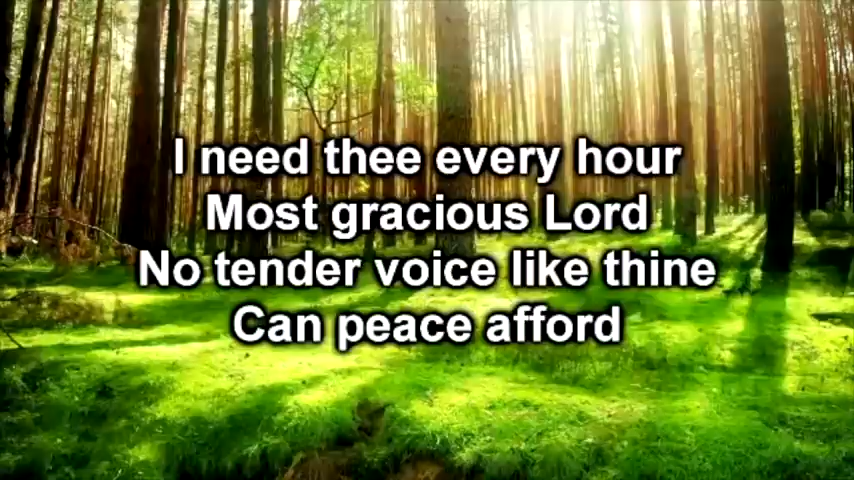 I need thee every hour
Most gracious Lord
No tender voice like thine
Can peace afford